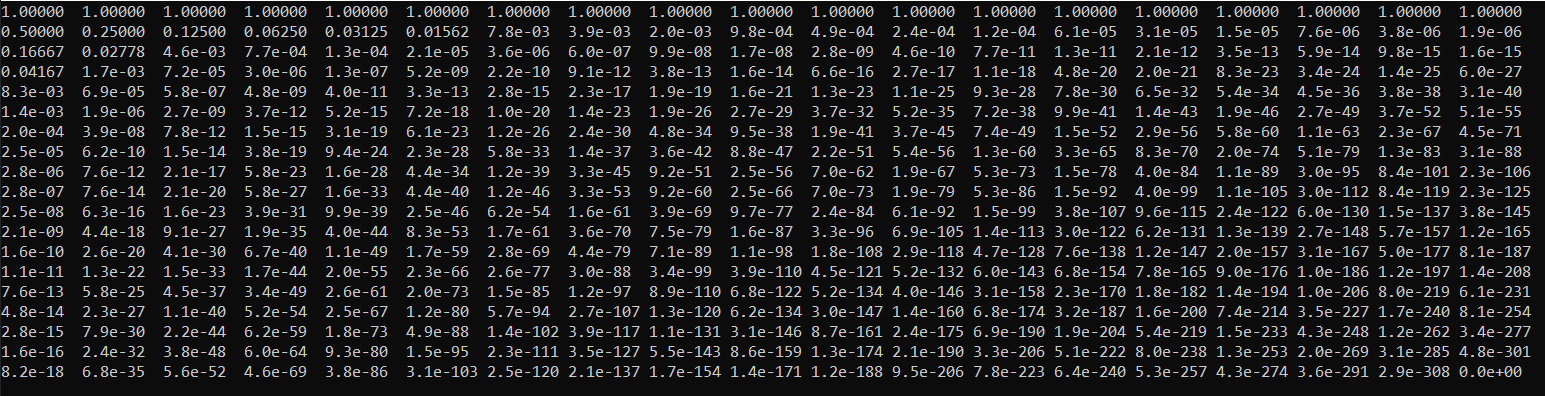 1.00000 1.00000 1.00000 1.00000 1.00000 1.00000 1.00000 1.00000 1.00000 1.00000 1.00000 1.00000 1.00000 1.00000 1.00000 1.00000 1.00000 1.00000 1.00000
0.50000 0.25000 0.12500 0.06250 0.03125 0.01562 7.8e-03 3.9e-03 2.0e-03 9.8e-04 4.9e-04 2.4e-04 1.2e-04 6.1e-05 3.1e-05 1.5e-05 7.6e-06 3.8e-06 1.9e-06
0.16667 0.02778 4.6e-03 7.7e-04 1.3e-04 2.1e-05 3.6e-06 6.0e-07 9.9e-08 1.7e-08 2.8e-09 4.6e-10 7.7e-11 1.3e-11 2.1e-12 3.5e-13 5.9e-14 9.8e-15 1.6e-15
0.04167 1.7e-03 7.2e-05 3.0e-06 1.3e-07 5.2e-09 2.2e-10 9.1e-12 3.8e-13 1.6e-14 6.6e-16 2.7e-17 1.1e-18 4.8e-20 2.0e-21 8.3e-23 3.4e-24 1.4e-25 6.0e-27
8.3e-03 6.9e-05 5.8e-07 4.8e-09 4.0e-11 3.3e-13 2.8e-15 2.3e-17 1.9e-19 1.6e-21 1.3e-23 1.1e-25 9.3e-28 7.8e-30 6.5e-32 5.4e-34 4.5e-36 3.8e-38 3.1e-40
1.4e-03 1.9e-06 2.7e-09 3.7e-12 5.2e-15 7.2e-18 1.0e-20 1.4e-23 1.9e-26 2.7e-29 3.7e-32 5.2e-35 7.2e-38 9.9e-41 1.4e-43 1.9e-46 2.7e-49 3.7e-52 5.1e-55
2.0e-04 3.9e-08 7.8e-12 1.5e-15 3.1e-19 6.1e-23 1.2e-26 2.4e-30 4.8e-34 9.5e-38 1.9e-41 3.7e-45 7.4e-49 1.5e-52 2.9e-56 5.8e-60 1.1e-63 2.3e-67 4.5e-71
2.5e-05 6.2e-10 1.5e-14 3.8e-19 9.4e-24 2.3e-28 5.8e-33 1.4e-37 3.6e-42 8.8e-47 2.2e-51 5.4e-56 1.3e-60 3.3e-65 8.3e-70 2.0e-74 5.1e-79 1.3e-83 3.1e-88
2.8e-06 7.6e-12 2.1e-17 5.8e-23 1.6e-28 4.4e-34 1.2e-39 3.3e-45 9.2e-51 2.5e-56 7.0e-62 1.9e-67 5.3e-73 1.5e-78 4.0e-84 1.1e-89 3.0e-95 8.4e-101 2.3e-106
2.8e-07 7.6e-14 2.1e-20 5.8e-27 1.6e-33 4.4e-40 1.2e-46 3.3e-53 9.2e-60 2.5e-66 7.0e-73 1.9e-79 5.3e-86 1.5e-92 4.0e-99 1.1e-105 3.0e-112 8.4e-119 2.3e-125
2.5e-08 6.3e-16 1.6e-23 3.9e-31 9.9e-39 2.5e-46 6.2e-54 1.6e-61 3.9e-69 9.7e-77 2.4e-84 6.1e-92 1.5e-99 3.8e-107 9.6e-115 2.4e-122 6.0e-130 1.5e-137 3.8e-145
2.1e-09 4.4e-18 9.1e-27 1.9e-35 4.0e-44 8.3e-53 1.7e-61 3.6e-70 7.5e-79 1.6e-87 3.3e-96 6.9e-105 1.4e-113 3.0e-122 6.2e-131 1.3e-139 2.7e-148 5.7e-157 1.2e-165
1.6e-10 2.6e-20 4.1e-30 6.7e-40 1.1e-49 1.7e-59 2.8e-69 4.4e-79 7.1e-89 1.1e-98 1.8e-108 2.9e-118 4.7e-128 7.6e-138 1.2e-147 2.0e-157 3.1e-167 5.0e-177 8.1e-187
1.1e-11 1.3e-22 1.5e-33 1.7e-44 2.0e-55 2.3e-66 2.6e-77 3.0e-88 3.4e-99 3.9e-110 4.5e-121 5.2e-132 6.0e-143 6.8e-154 7.8e-165 9.0e-176 1.0e-186 1.2e-197 1.4e-208
7.6e-13 5.8e-25 4.5e-37 3.4e-49 2.6e-61 2.0e-73 1.5e-85 1.2e-97 8.9e-110 6.8e-122 5.2e-134 4.0e-146 3.1e-158 2.3e-170 1.8e-182 1.4e-194 1.0e-206 8.0e-219 6.1e-231
4.8e-14 2.3e-27 1.1e-40 5.2e-54 2.5e-67 1.2e-80 5.7e-94 2.7e-107 1.3e-120 6.2e-134 3.0e-147 1.4e-160 6.8e-174 3.2e-187 1.6e-200 7.4e-214 3.5e-227 1.7e-240 8.1e-254
2.8e-15 7.9e-30 2.2e-44 6.2e-59 1.8e-73 4.9e-88 1.4e-102 3.9e-117 1.1e-131 3.1e-146 8.7e-161 2.4e-175 6.9e-190 1.9e-204 5.4e-219 1.5e-233 4.3e-248 1.2e-262 3.4e-277
1.6e-16 2.4e-32 3.8e-48 6.0e-64 9.3e-80 1.5e-95 2.3e-111 3.5e-127 5.5e-143 8.6e-159 1.3e-174 2.1e-190 3.3e-206 5.1e-222 8.0e-238 1.3e-253 2.0e-269 3.1e-285 4.8e-301
8.2e-18 6.8e-35 5.6e-52 4.6e-69 3.8e-86 3.1e-103 2.5e-120 2.1e-137 1.7e-154 1.4e-171 1.2e-188 9.5e-206 7.8e-223 6.4e-240 5.3e-257 4.3e-274 3.6e-291 2.9e-308 0.0e+00